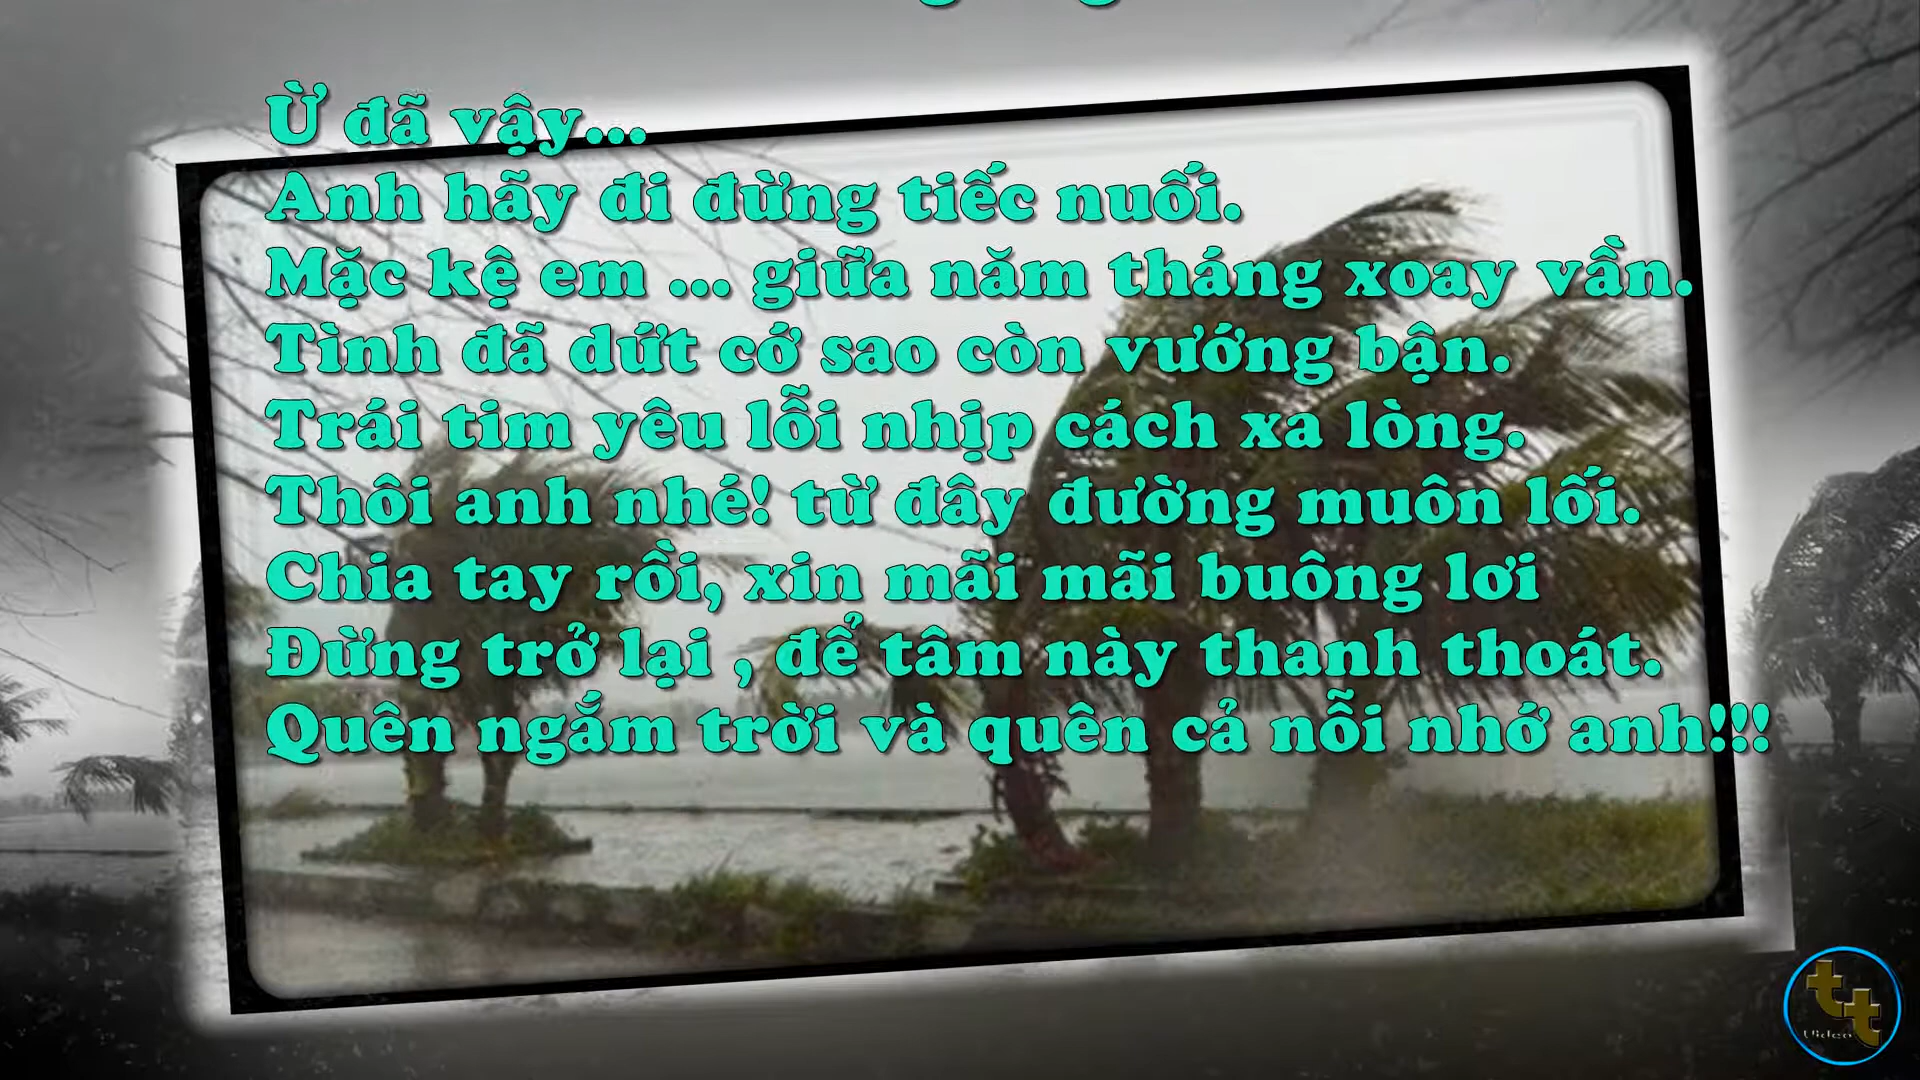 Ừ đã vậy...
Anh hãy đi đừng tiếc nuối.
Mặc kệ em ... giữa năm tháng xoay vần.
Tình đã dứt cớ sao còn vướng bận.
Trái tim yêu lỗi nhịp cách xa lòng.
Thôi anh nhé! từ đây đường muôn lối.
Chia tay rồi, xin mãi mãi buông lơi
Đừng trở lại , để tâm này thanh thoát.
Quên ngắm trời và quên cả nỗi nhớ anh!!!
tt
Video